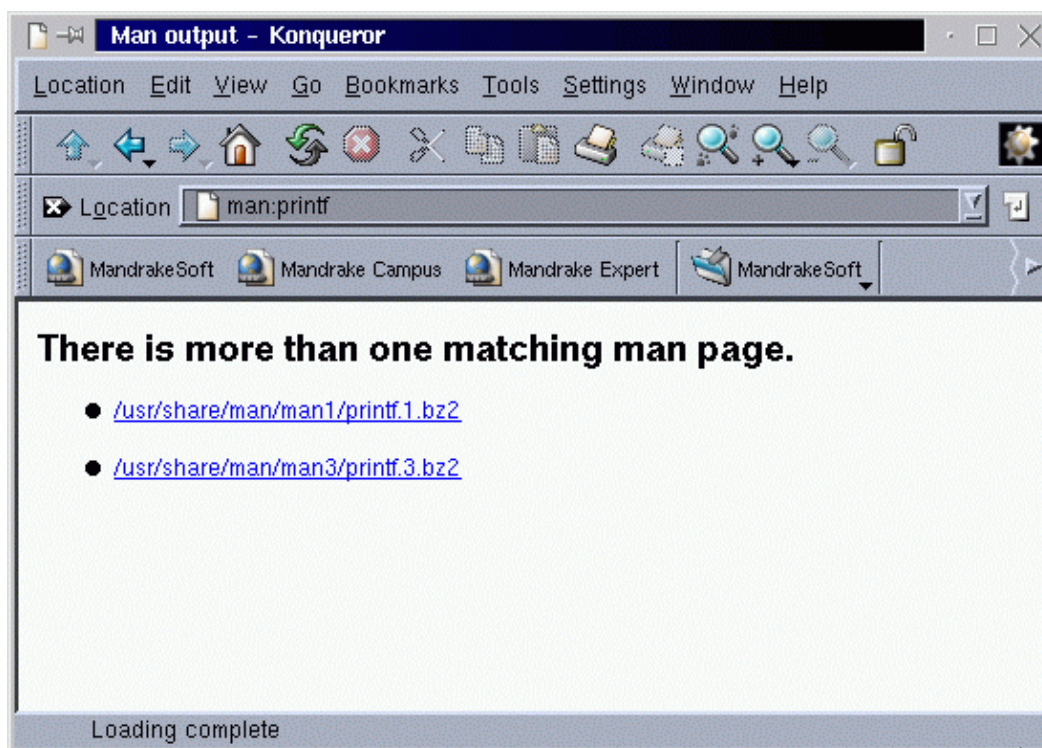 Man output - Konqueror
Location Edit View Go Bookmarks Tools Settings Window Help
Location man:printf
MandrakeSoft Mandrake Campus Mandrake Expert MandrakeSoft
There is more than one matching man page.
/usr/share/man/man1/printf.1.bz2
/usr/share/man/man3/printf.3.bz2
Loading complete